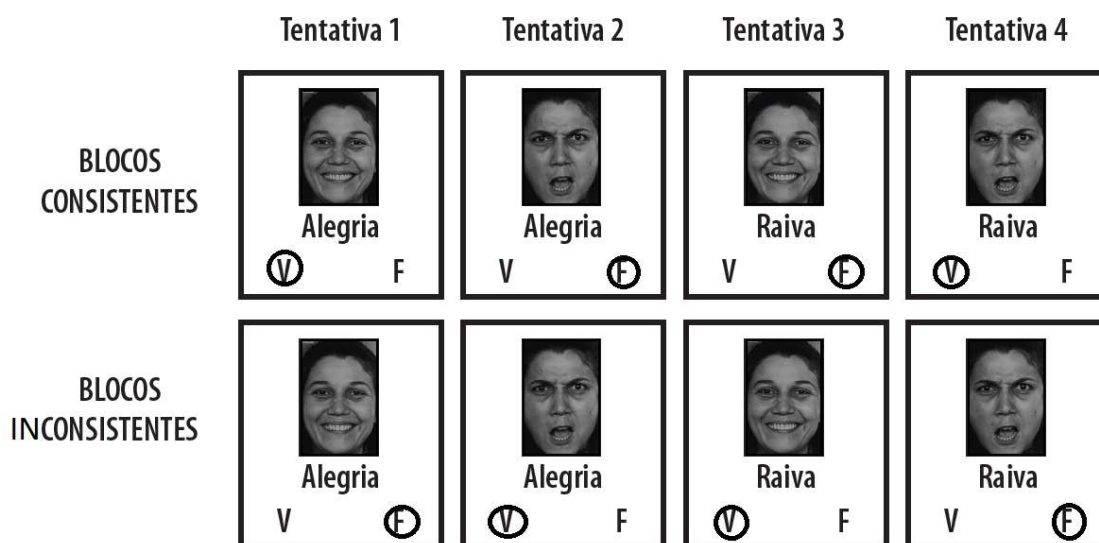 Tentativa 1 Tentativa 2 Tentativa 3 Tentativa 4
BLOCOS
CONSISTENTES
Alegria Alegria Raiva Raiva
V F V F V F V F
BLOCOS
INCONSISTENTES
Alegria Alegria Raiva Raiva
V F V F V F V F